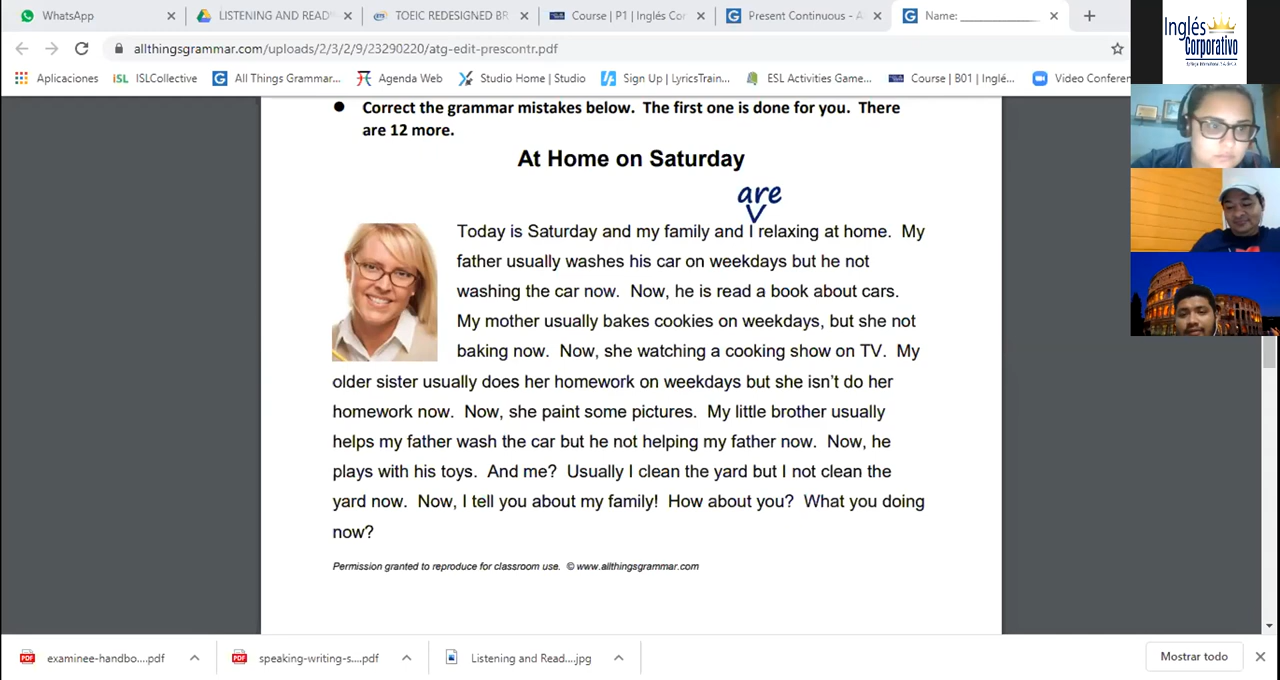 WhatsApp
LISTENING AND READ
TOEIC REDESIGNED BR
Course | P1 | Inglés Cor
Present Continuous - A
Name: ______________
allthingsgrammar.com/uploads/2/3/2/9/23290220/atg-edit-prescontr.pdf
Aplicaciones
iSL ISLCollective
All Things Grammar...
Agenda Web
Studio Home | Studio
Sign Up | LyricsTrain...
ESL Activities Game...
Course | B01 | Inglé...
Video Conferen
Inglés
Corporativo
● Correct the grammar mistakes below. The first one is done for you. There
are 12 more.
At Home on Saturday
are
Today is Saturday and my family and I relaxing at home. My
father usually washes his car on weekdays but he not
washing the car now. Now, he is read a book about cars.
My mother usually bakes cookies on weekdays, but she not
baking now. Now, she watching a cooking show on TV. My
older sister usually does her homework on weekdays but she isn't do her
homework now. Now, she paint some pictures. My little brother usually
helps my father wash the car but he not helping my father now. Now, he
plays with his toys. And me? Usually I clean the yard but I not clean the
yard now. Now, I tell you about my family! How about you? What you doing
now?
Permission granted to reproduce for classroom use. © www.allthingsgrammar.com
examinee-handbo....pdf
speaking-writing-s....pdf
Listening and Read....jpg
Mostrar todo